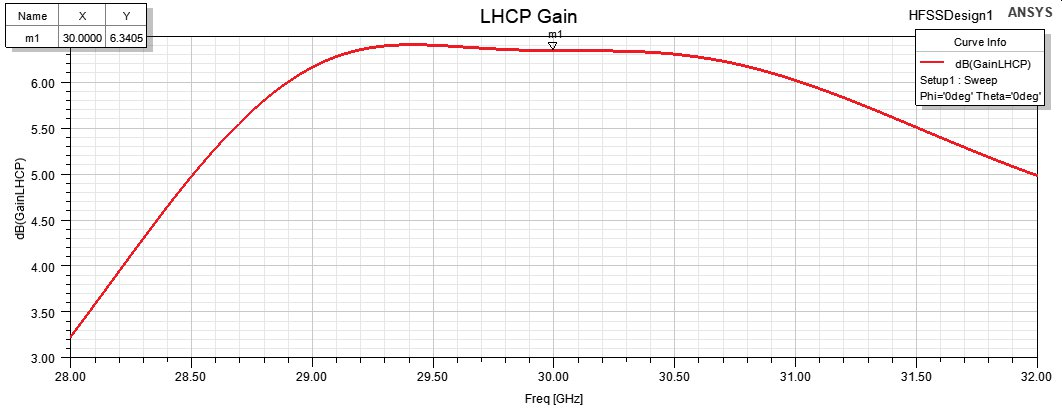 LHCP Gain
HFSSDesign1 ANSYS
Name X Y
m1 30.0000 6.3405
m1
Curve Info
dB(GainLHCP)
Setup1 : Sweep
Phi='0deg' Theta='0deg'
dB(GainLHCP)
6.00
5.50
5.00
4.50
4.00
3.50
3.00
28.00 28.50 29.00 29.50 30.00 30.50 31.00 31.50 32.00
Freq [GHz]